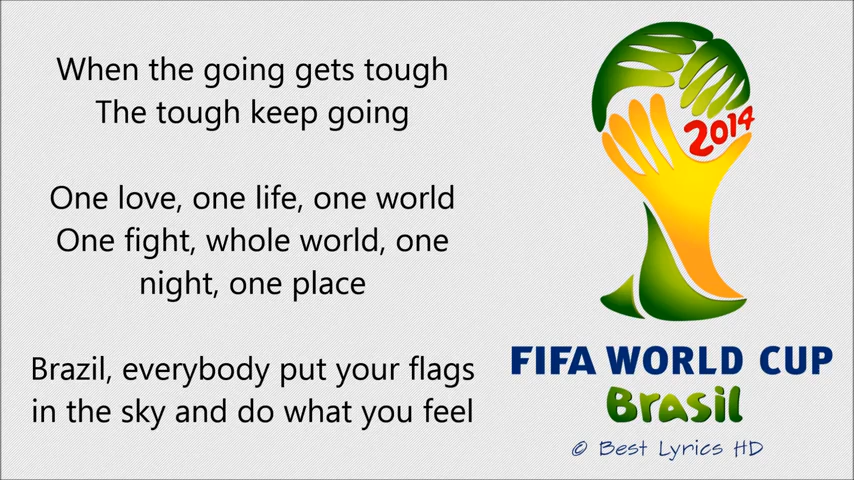 When the going gets tough
The tough keep going
One love, one life, one world
One fight, whole world, one
night, one place
Brazil, everybody put your flags
in the sky and do what you feel
2014
FIFA WORLD CUP
Brasil
© Best Lyrics HD